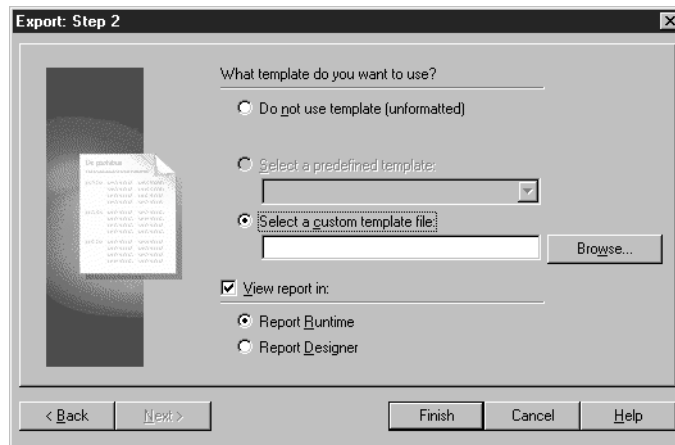 Export: Step 2
What template do you want to use?
Do not use template (unformatted)
Select a predefined template:
Select a custom template file:
Browse...
View report in:
Report Runtime
Report Designer
< Back
Next >
Finish
Cancel
Help